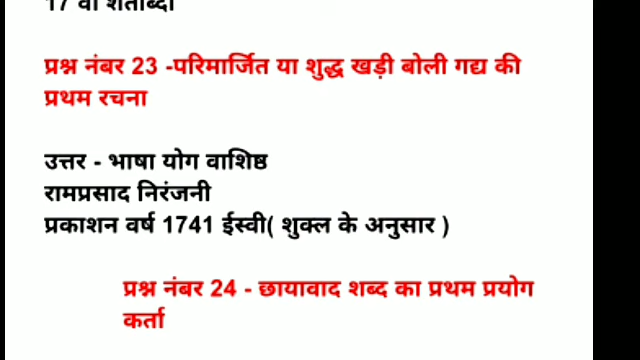 17 वी शताब्दी
प्रश्न नंबर 23 -परिमार्जित या शुद्ध खड़ी बोली गद्य की
प्रथम रचना
उत्तर - भाषा योग वाशिष्ठ
रामप्रसाद निरंजनी
प्रकाशन वर्ष 1741 ईस्वी( शुक्ल के अनुसार )
प्रश्न नंबर 24 - छायावाद शब्द का प्रथम प्रयोग
कर्ता